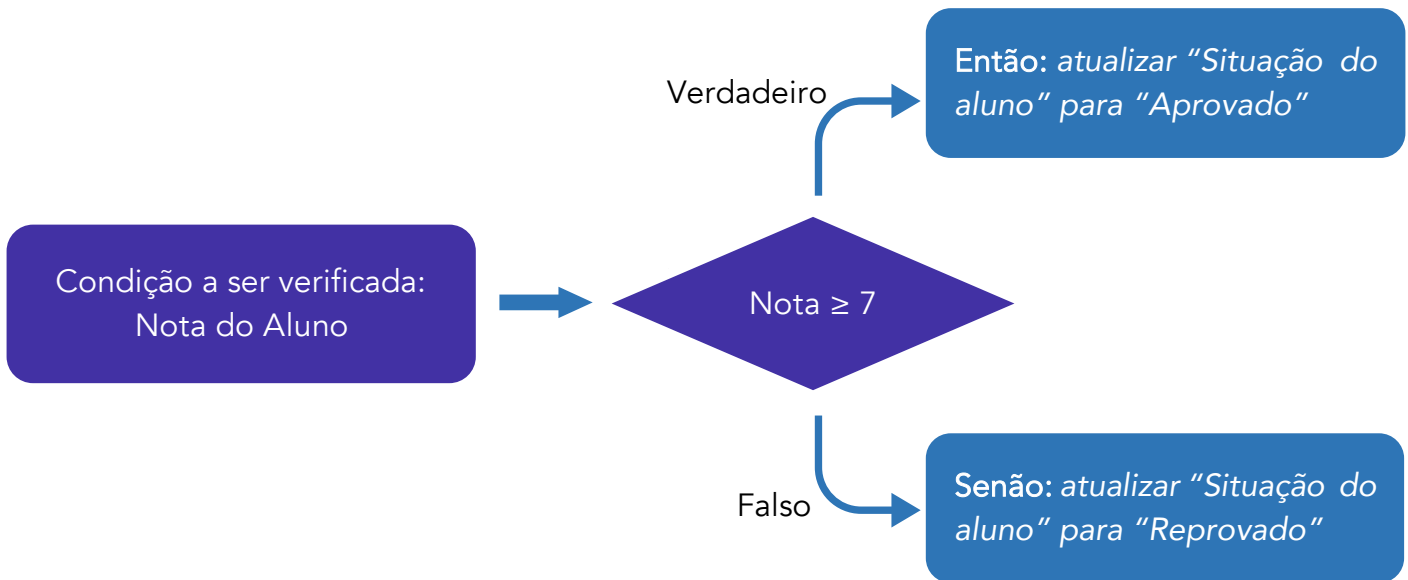 Então: atualizar “Situação do
aluno” para “Aprovado”
Verdadeiro
Condição a ser verificada:
Nota do Aluno
Nota ≥ 7
Falso
Senão: atualizar “Situação do
aluno” para “Reprovado”